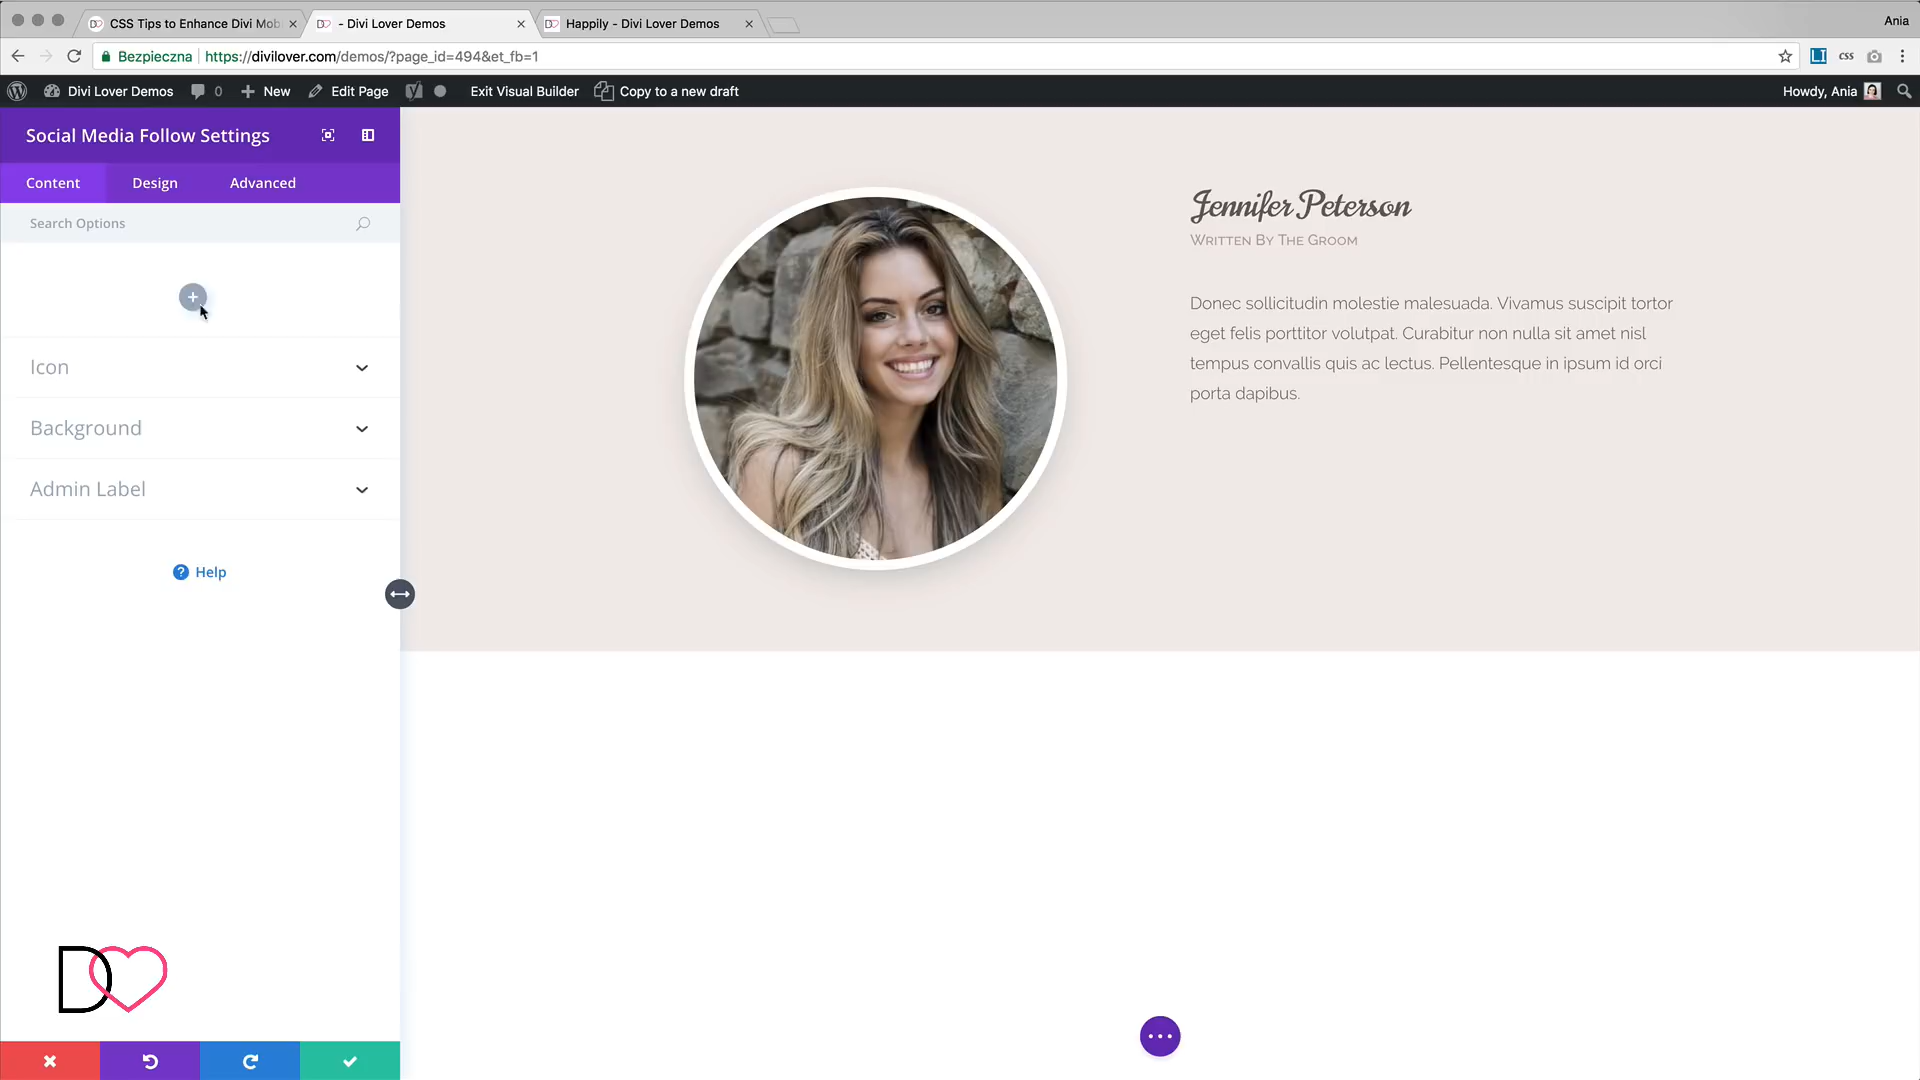 CSS Tips to Enhance Divi Mob
- Divi Lover Demos
Happily - Divi Lover Demos
Ania
Bezpieczna
https://divilover.com/demos/?page_id=494&et_fb=1
css
Divi Lover Demos
0
New
Edit Page
Exit Visual Builder
Copy to a new draft
Howdy, Ania
Social Media Follow Settings
Content
Design
Advanced
Search Options
Icon
Background
Admin Label
? Help
Jennifer Peterson
Written By The Groom
Donec sollicitudin molestie malesuada. Vivamus suscipit tortor
eget felis porttitor volutpat. Curabitur non nulla sit amet nisl
tempus convallis quis ac lectus. Pellentesque in ipsum id orci
porta dapibus.
D